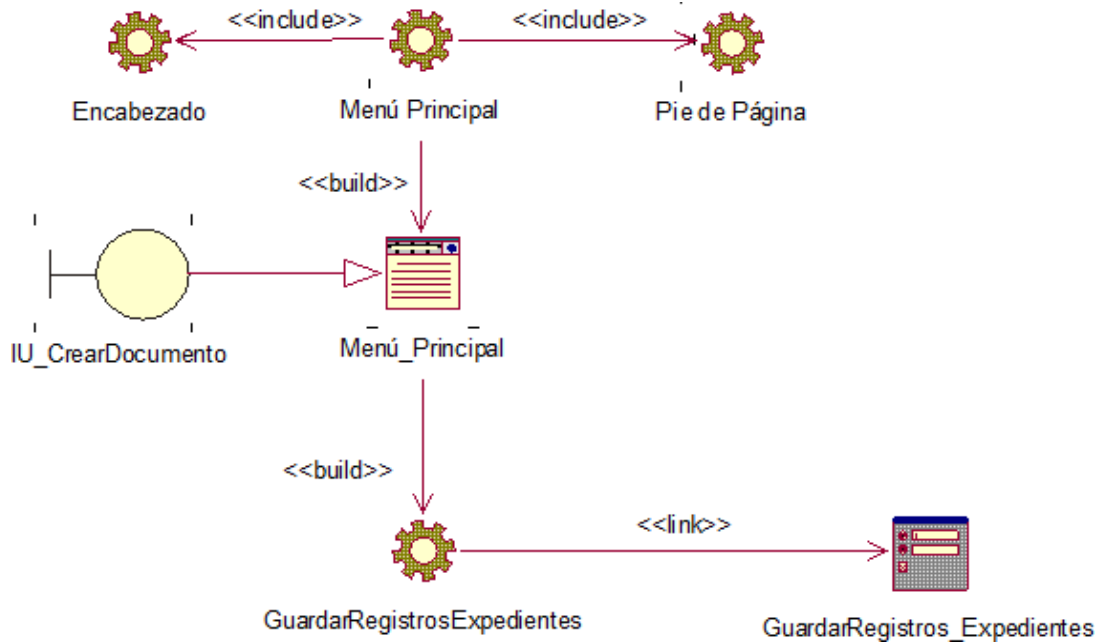 <<include>>
<<include>>
Encabezado
Menú Principal
Pie de Página
<<build>>
IU_CrearDocumento
Menú_Principal
<<build>>
<<link>>
GuardarRegistrosExpedientes
GuardarRegistros_Expedientes